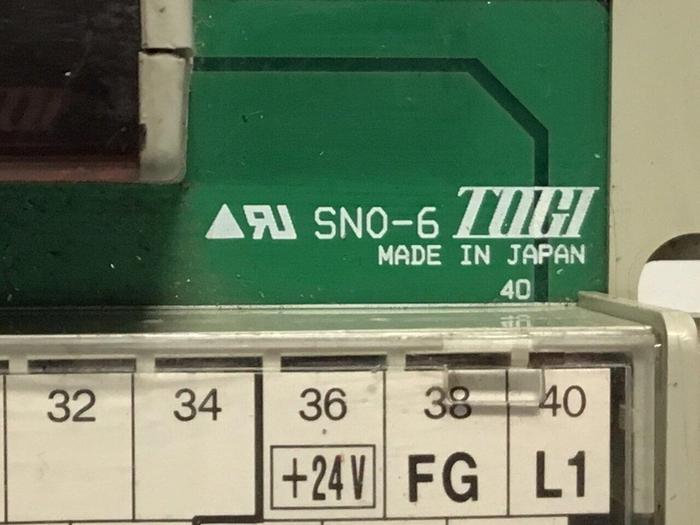 SNO-6 TOGI
MADE IN JAPAN
40
32 34 36 38 40
+24V FG L1